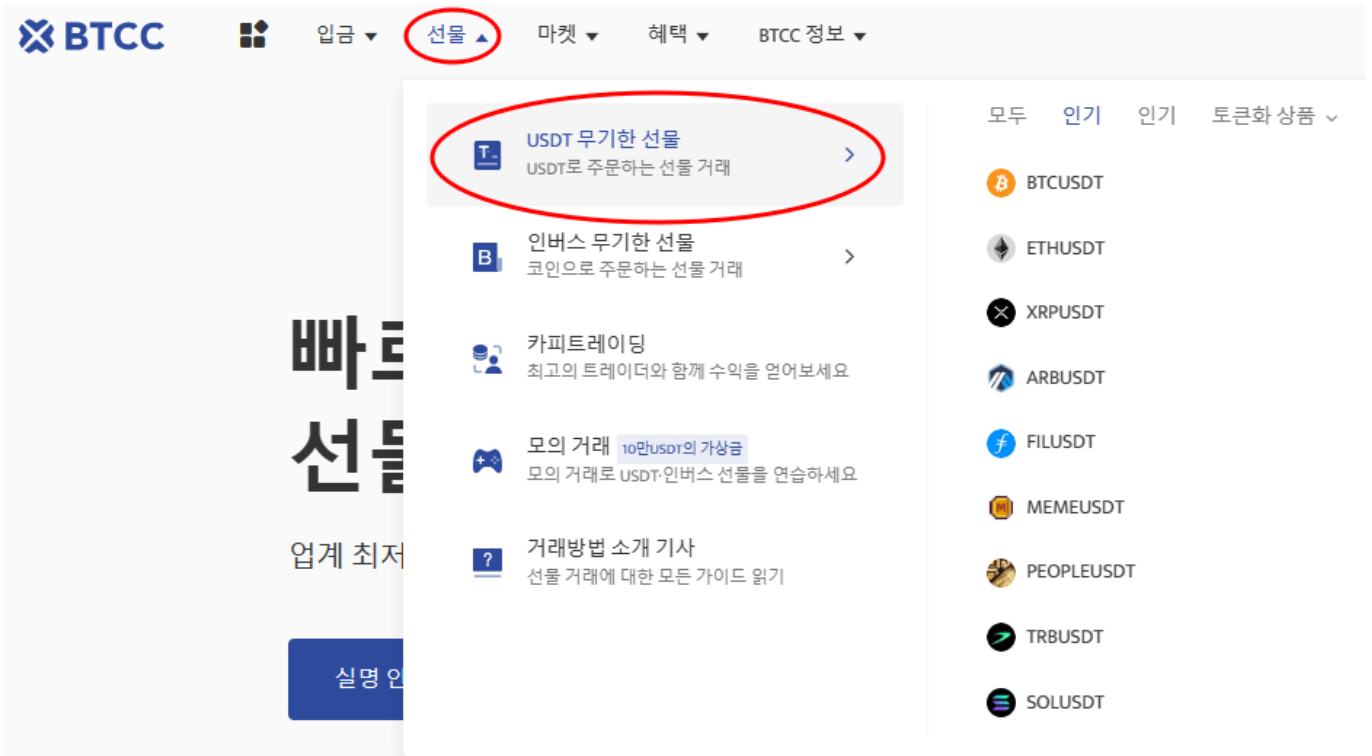 BTCC 입금 ▼ 선물 ▲ 마켓 ▼ 혜택 ▼ BTCC 정보 ▼
USDT 무기한 선물
USDT로 주문하는 선물 거래
인버스 무기한 선물
코인으로 주문하는 선물 거래
카피트레이딩
최고의 트레이더와 함께 수익을 얻어보세요
모의 거래 10만USDT의 가상금
모의 거래로 USDT·인버스 선물을 연습하세요
거래방법 소개 기사
선물 거래에 대한 모든 가이드 읽기
모두 인기 인기 토큰화 상품
BTCUSDT
ETHUSDT
XRPUSDT
ARBUSDT
FILUSDT
MEMEUSDT
PEOPLEUSDT
TRBUSDT
SOLUSDT
빠르
선물
업계 최저
실명 인